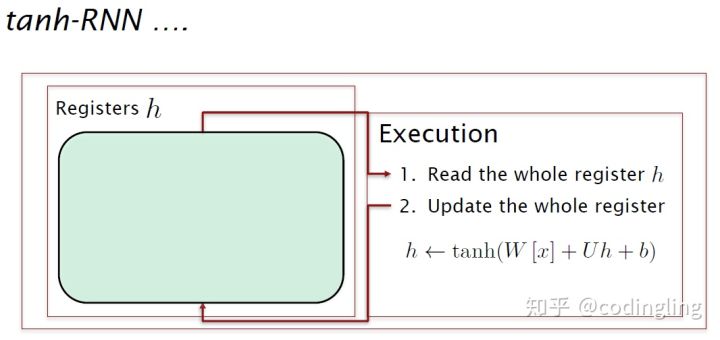 tanh-RNN ....
Registers h
Execution
1. Read the whole register h
2. Update the whole register
h ← tanh(W [x] + Uh + b)
知乎 @codingling